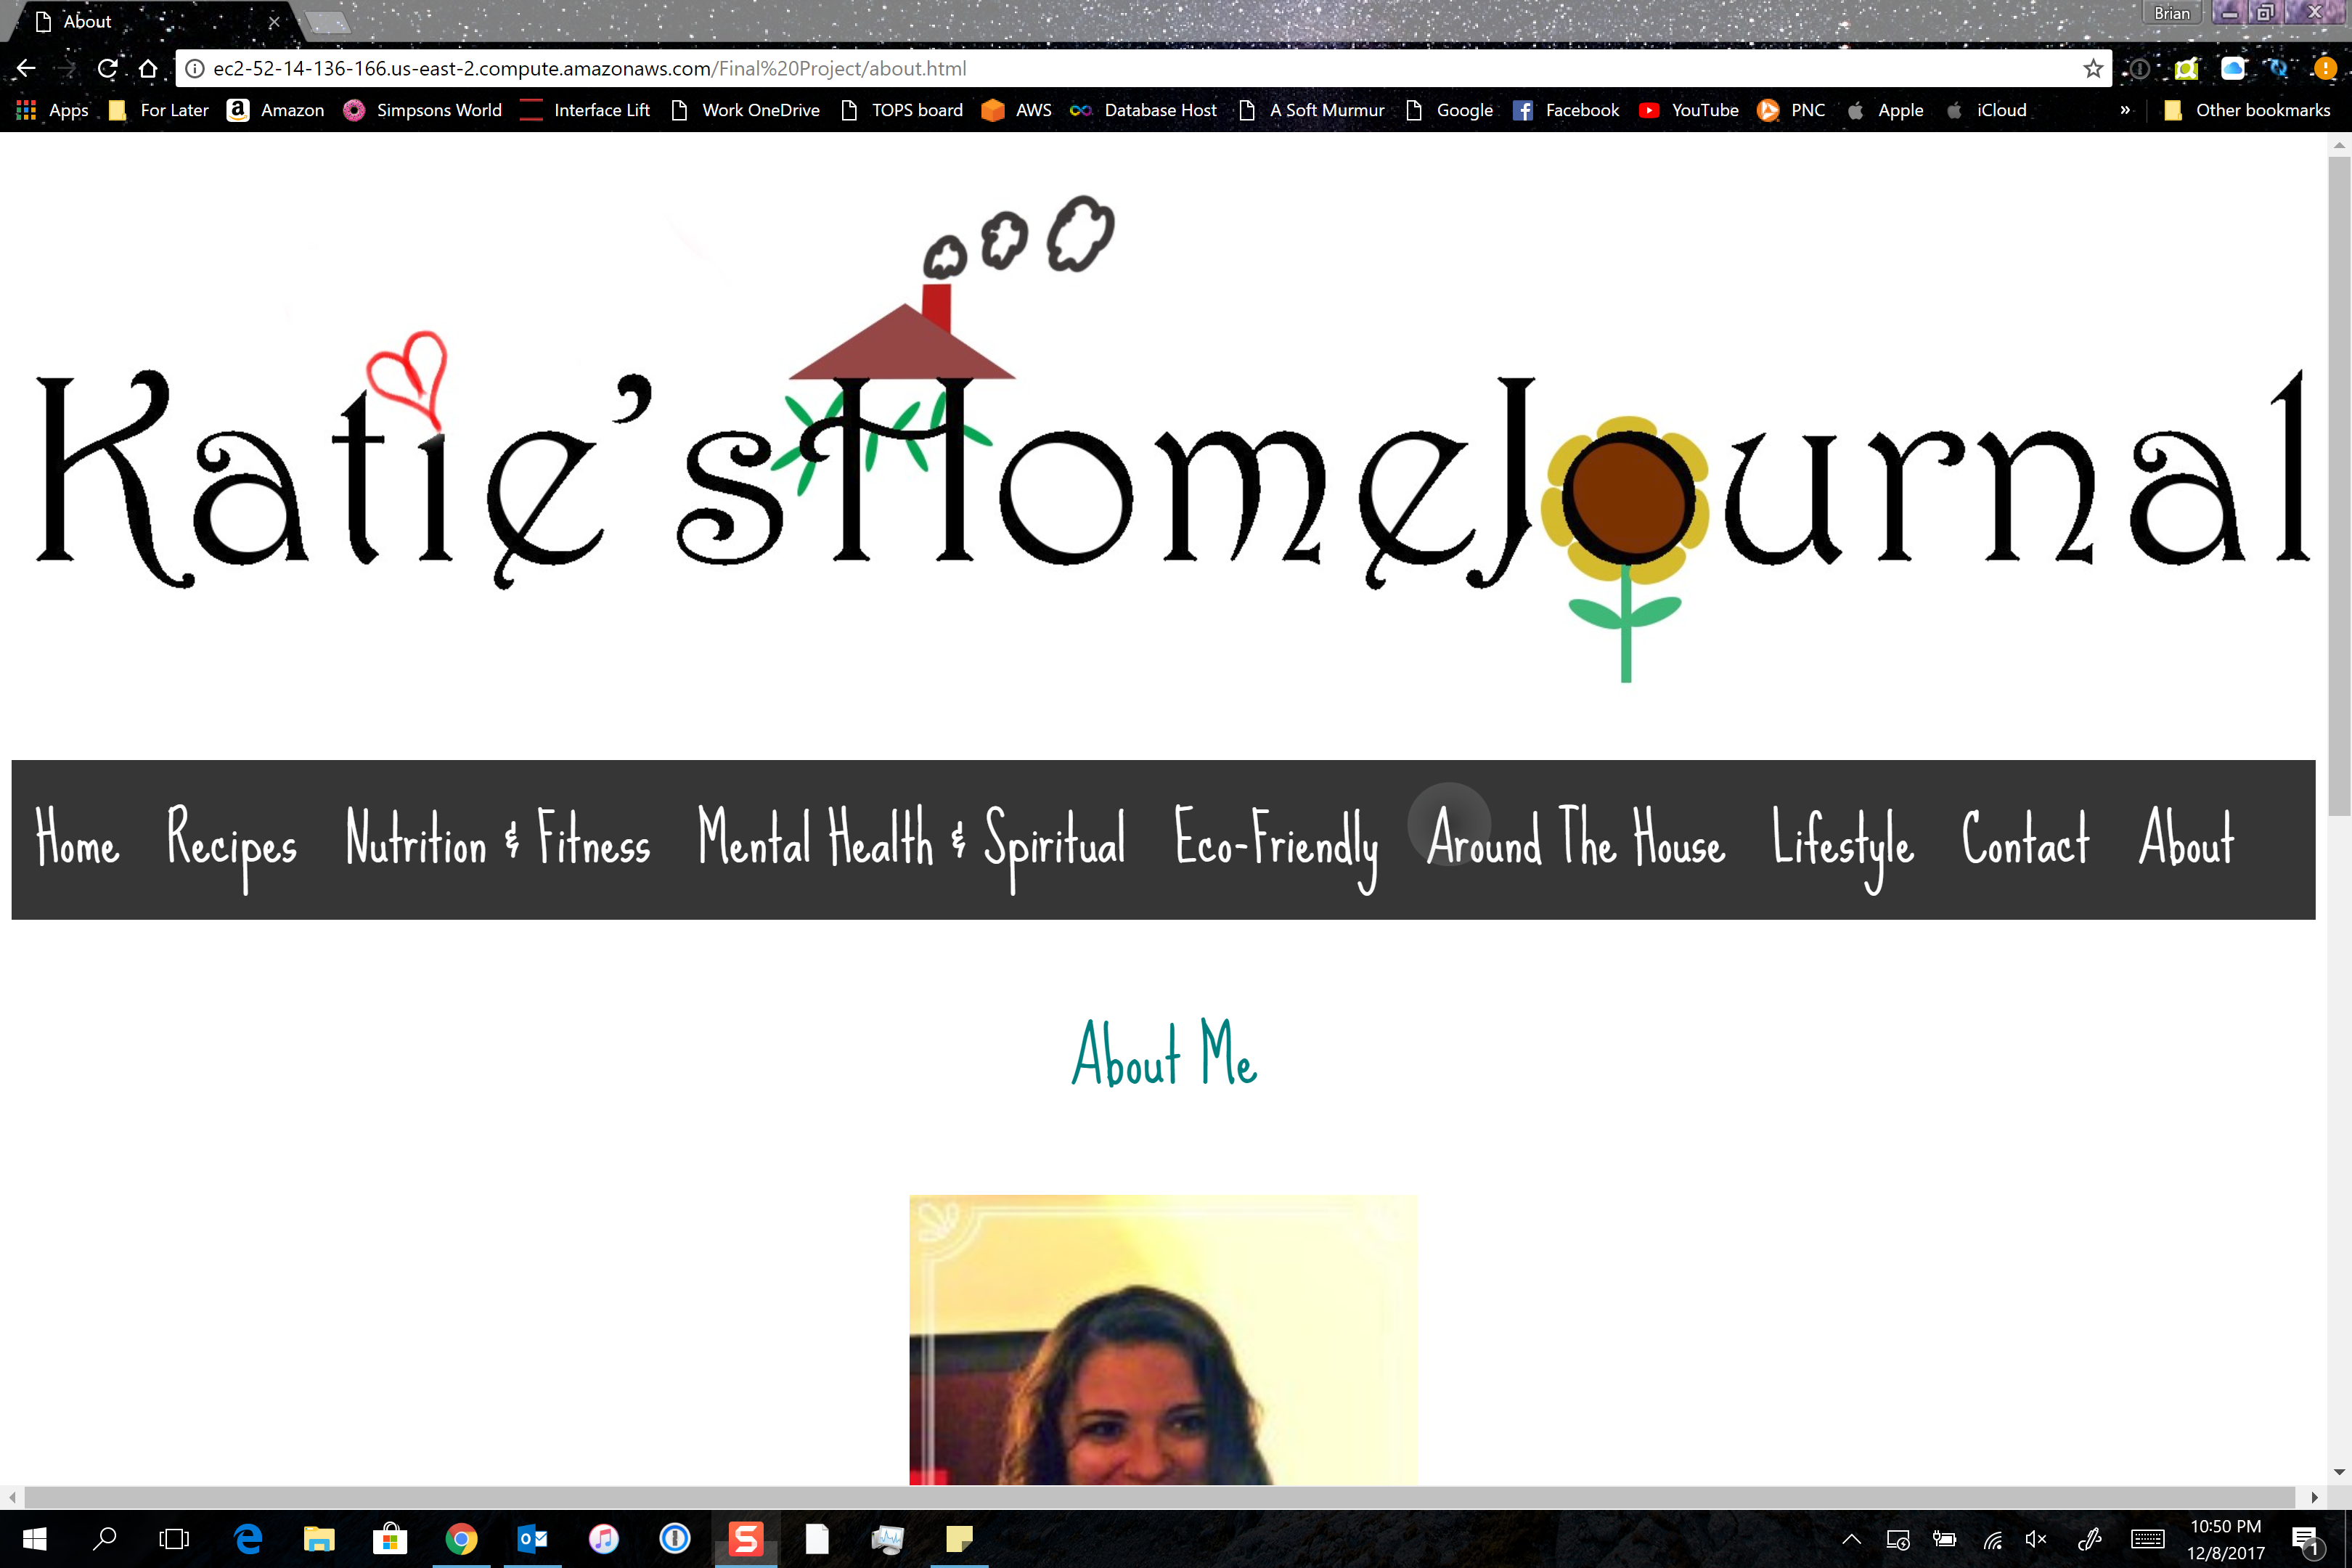 About
Brian
ec2-52-14-136-166.us-east-2.compute.amazonaws.com/Final%20Project/about.html
Apps For Later Amazon Simpsons World Interface Lift Work OneDrive TOPS board AWS Database Host A Soft Murmur Google Facebook YouTube PNC Apple iCloud » Other bookmarks
Katie'sHomeJournal
Home Recipes Nutrition & Fitness Mental Health & Spiritual Eco-Friendly Around The House Lifestyle Contact About
About Me
10:50 PM
12/8/2017
1